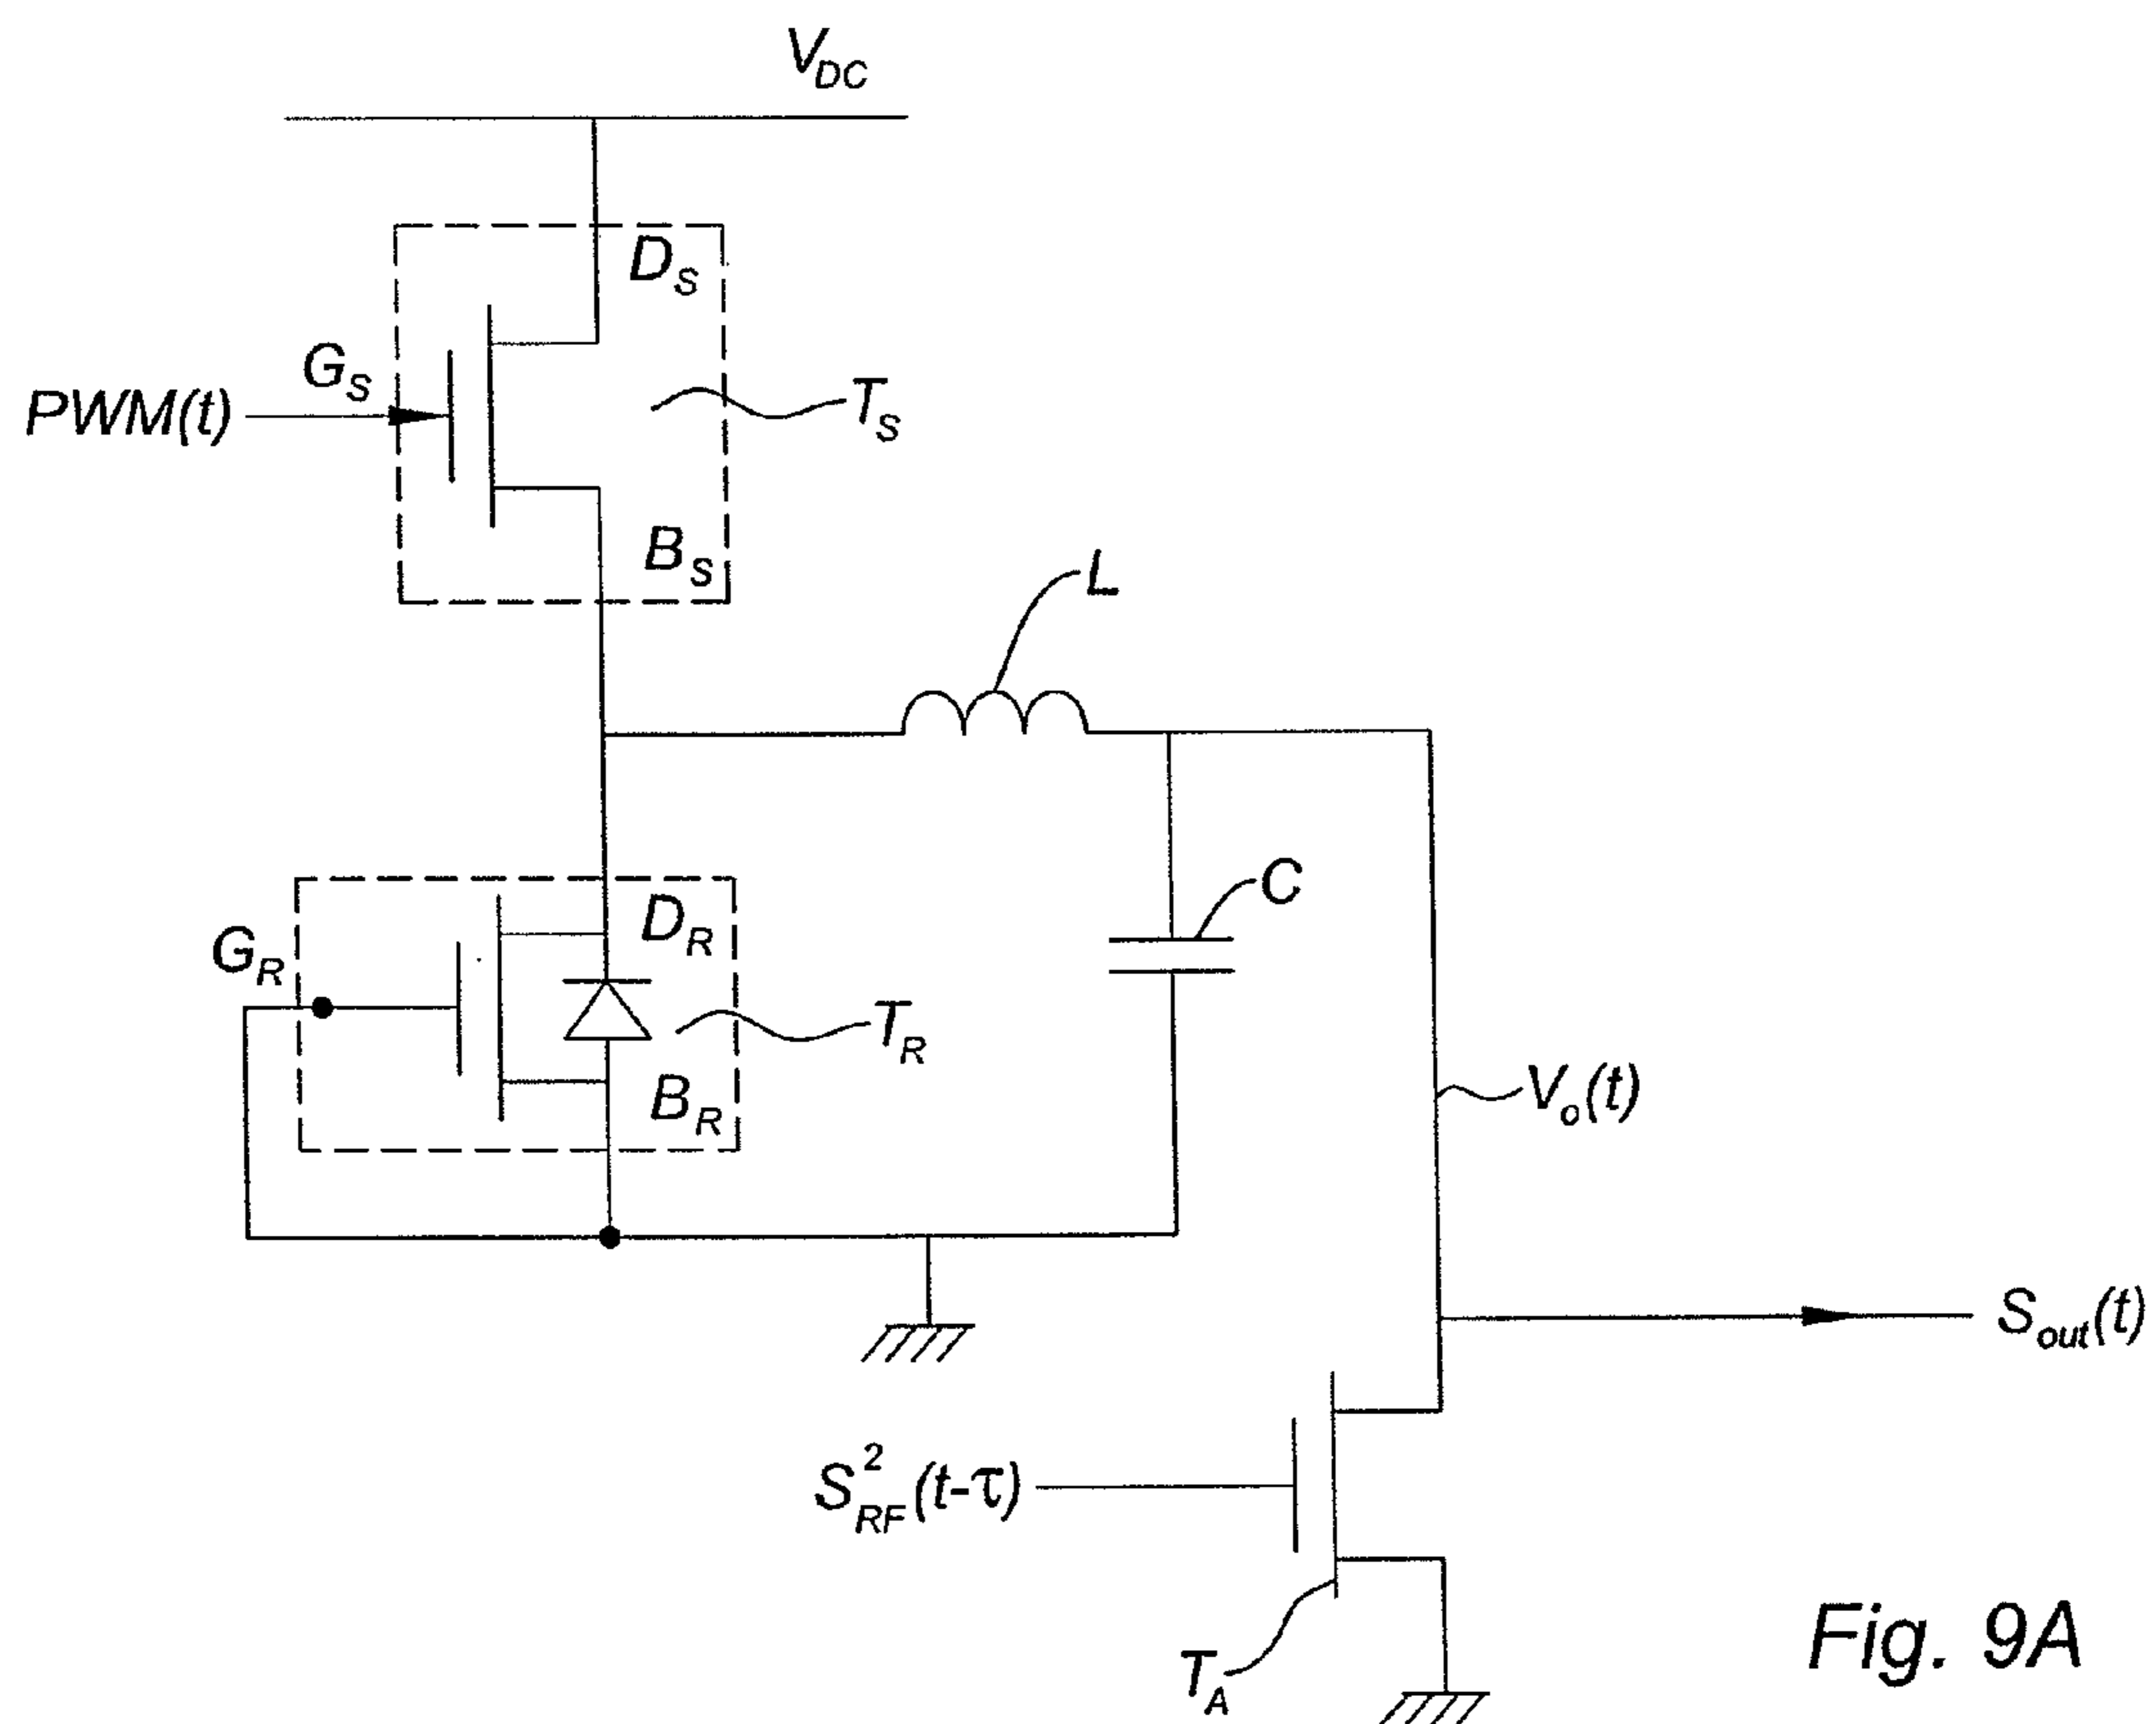 V_DC
D_S
G_S
PWM(t)
T_S
B_S
L
D_R
G_R
C
T_R
B_R
V_o(t)
S_out(t)
S²_RF(t-τ)
T_A
Fig. 9A